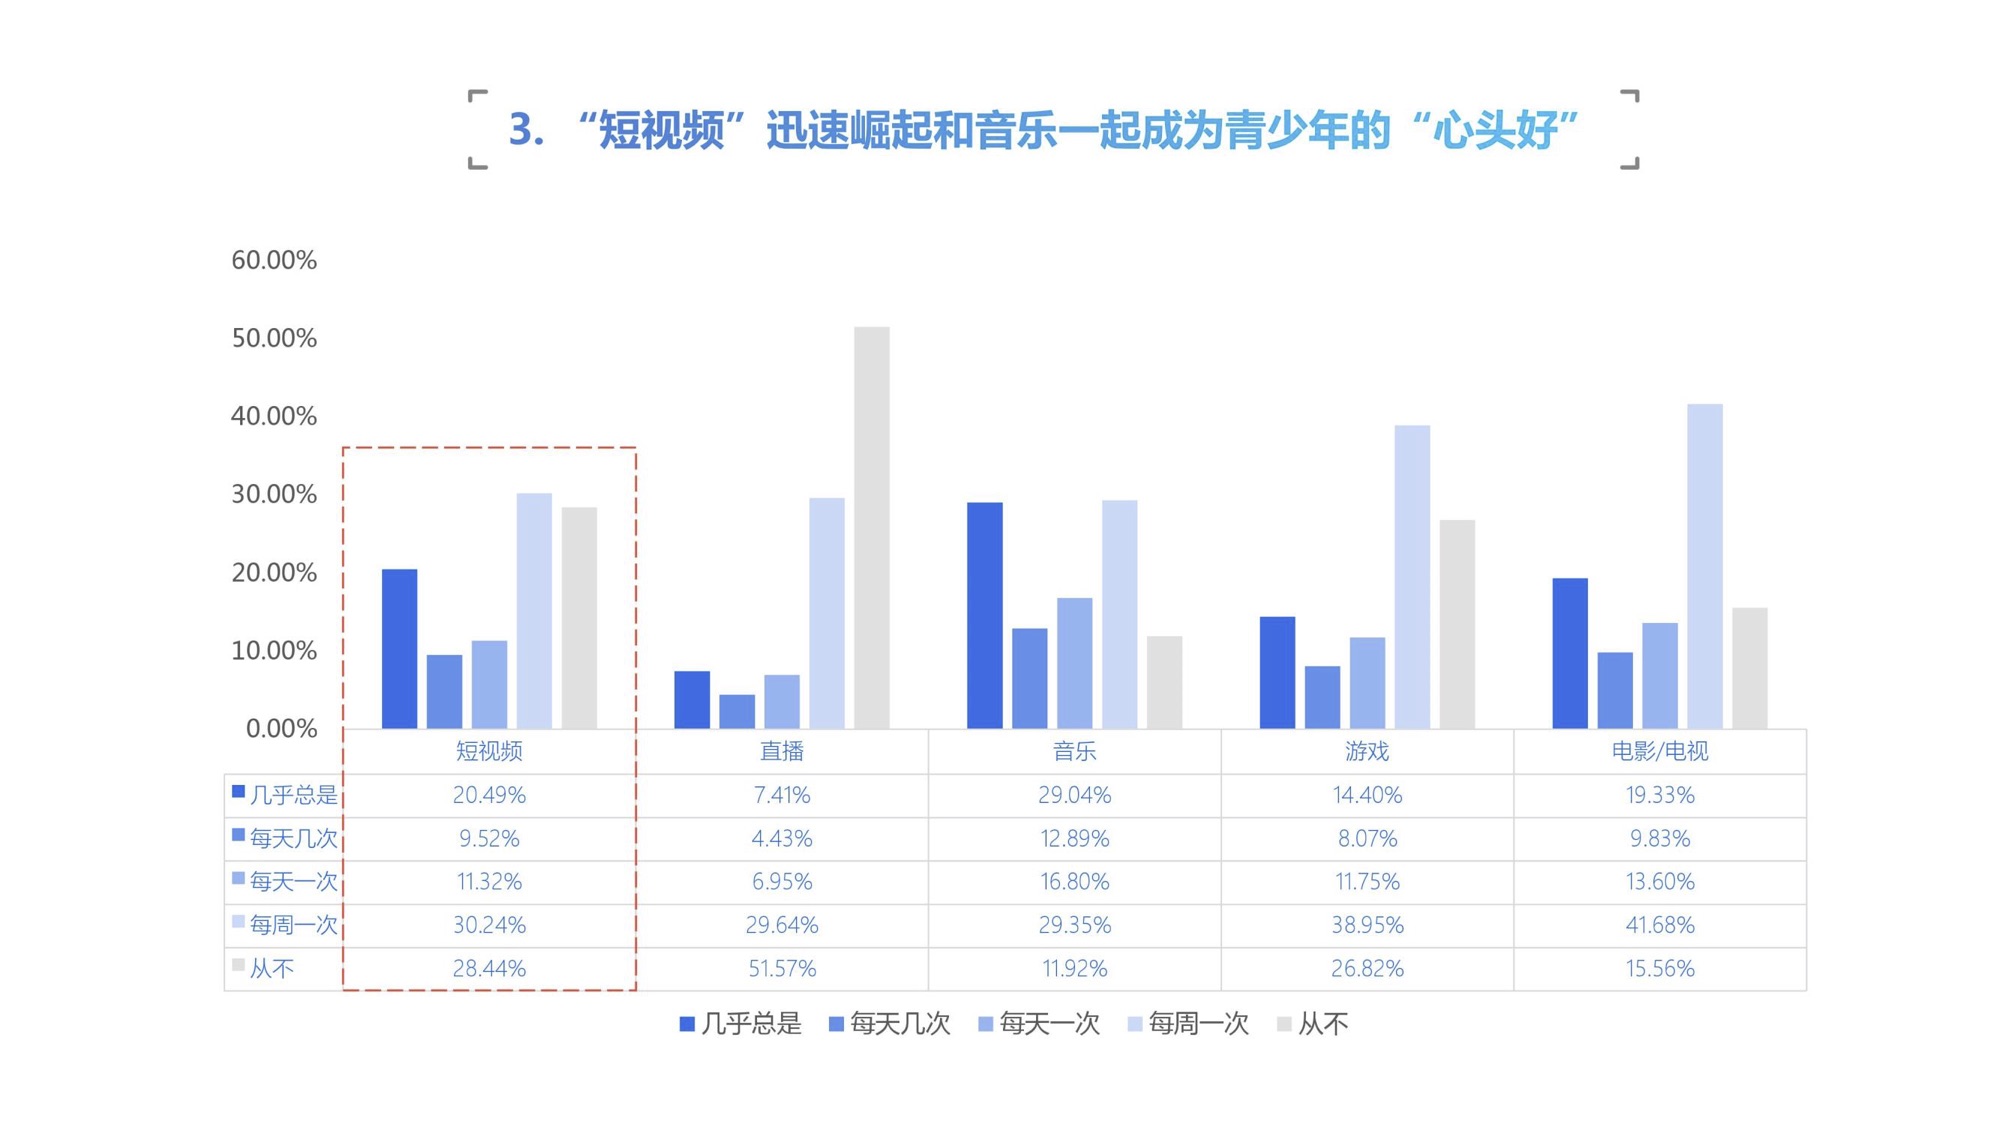 3. “短视频”迅速崛起和音乐一起成为青少年的“心头好”
60.00%
50.00%
40.00%
30.00%
20.00%
10.00%
0.00%
短视频 直播 音乐 游戏 电影/电视
几乎总是 20.49% 7.41% 29.04% 14.40% 19.33%
每天几次 9.52% 4.43% 12.89% 8.07% 9.83%
每天一次 11.32% 6.95% 16.80% 11.75% 13.60%
每周一次 30.24% 29.64% 29.35% 38.95% 41.68%
从不 28.44% 51.57% 11.92% 26.82% 15.56%
几乎总是 每天几次 每天一次 每周一次 从不